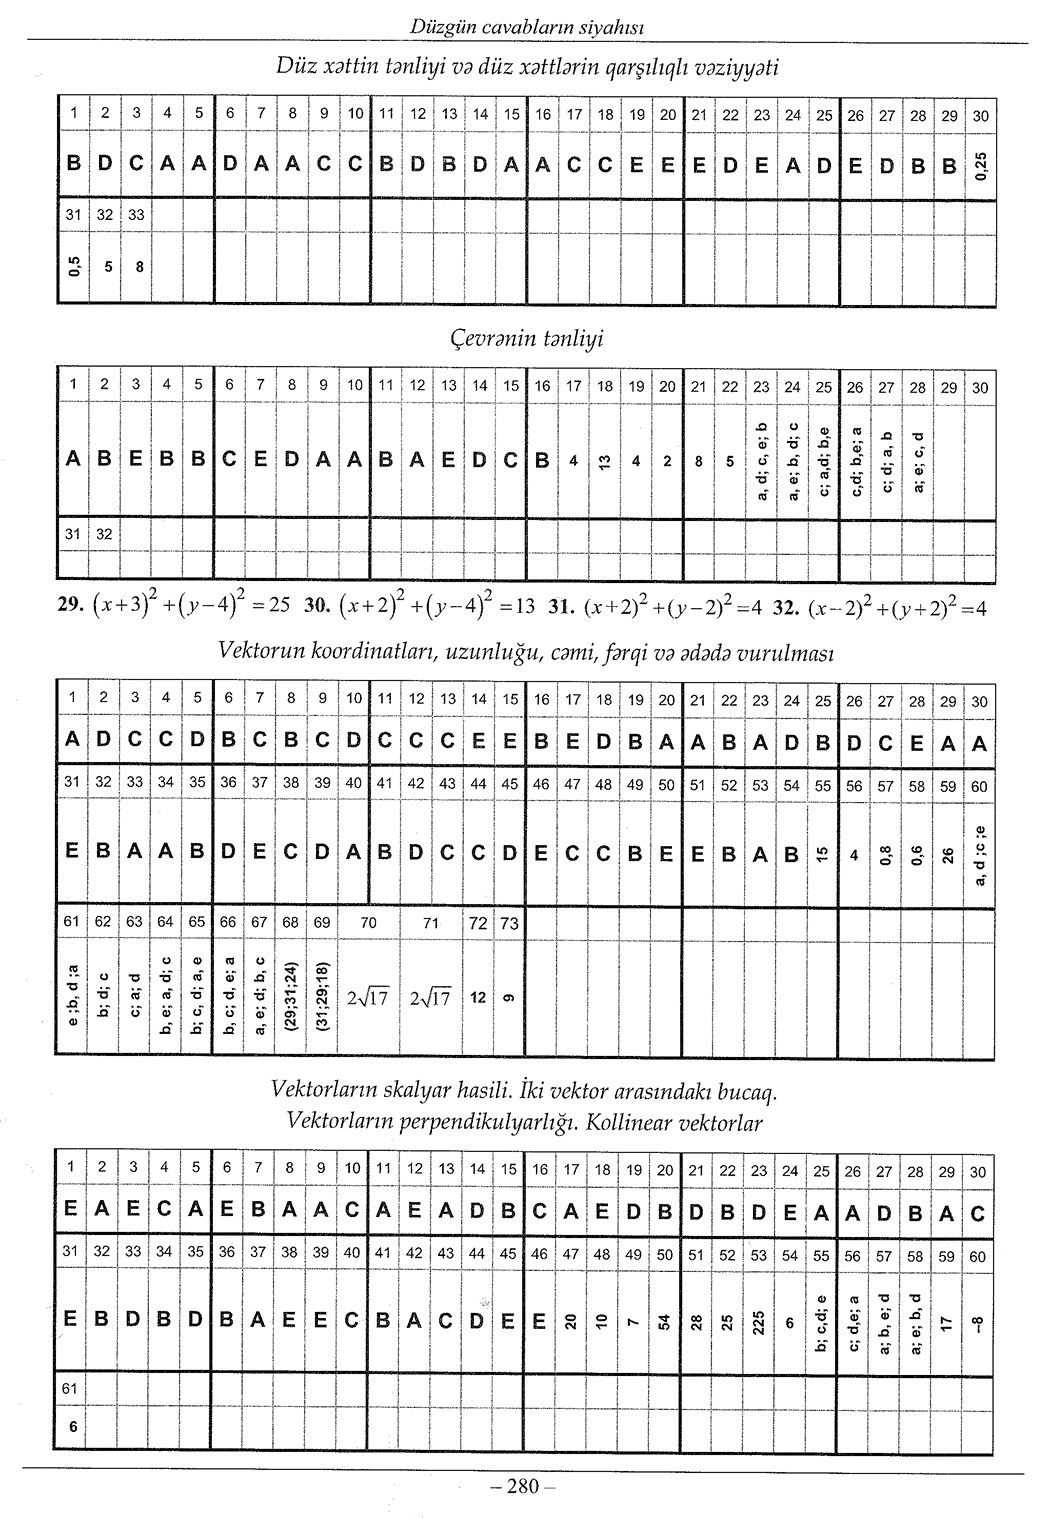 Düzgün cavabların siyahısı
Düz xəttin tənliyi və düz xəttlərin qarşılıqlı vəziyyəti
1 2 3 4 5 6 7 8 9 10 11 12 13 14 15 16 17 18 19 20 21 22 23 24 25 26 27 28 29 30
B D C A A D A A C C B D B D A A C C E E E D E A D E D B B 0,25
31 32 33
0,5 5 8
Çevrənin tənliyi
1 2 3 4 5 6 7 8 9 10 11 12 13 14 15 16 17 18 19 20 21 22 23 24 25 26 27 28 29 30
A B E B B C E D A A B A E D C B 4 13 4 2 8 5 a, d; c, e; b a, e; b, d; c c; a,d; b,e c,d; b,e; a c; d; a, b a; e; c, d
31 32
29. (x+3)² +(y−4)² = 25 30. (x+2)² +(y−4)² =13 31. (x+2)² +(y−2)² =4 32. (x−2)² +(y+2)² =4
Vektorun koordinatları, uzunluğu, cəmi, fərqi və ədədə vurulması
1 2 3 4 5 6 7 8 9 10 11 12 13 14 15 16 17 18 19 20 21 22 23 24 25 26 27 28 29 30
A D C C D B C B C D C C C E E B E D B A A B A D B D C E A A
31 32 33 34 35 36 37 38 39 40 41 42 43 44 45 46 47 48 49 50 51 52 53 54 55 56 57 58 59 60
E B A A B D E C D A B D C C D E C C B E E B A B 15 4 0,8 0,6 26 a, d ;c ;e
61 62 63 64 65 66 67 68 69 70 71 72 73
e ;b, d ;a b; d; c c; a; d b, e; a, d; c b; c, d; a, e b, c; d, e; a a, e; d; b, c (29;31;24) (31;29;18) 2√17 2√17 12 9
Vektorların skalyar hasili. İki vektor arasındakı bucaq.
Vektorların perpendikulyarlığı. Kollinear vektorlar
1 2 3 4 5 6 7 8 9 10 11 12 13 14 15 16 17 18 19 20 21 22 23 24 25 26 27 28 29 30
E A E C A E B A A C A E A D B C A E D B D B D E A A D B A C
31 32 33 34 35 36 37 38 39 40 41 42 43 44 45 46 47 48 49 50 51 52 53 54 55 56 57 58 59 60
E B D B D B A E E C B A C D E E 20 10 7 54 28 25 225 6 b; c,d; e c; d,e; a a; b, e; d a; e; b, d 17 –8
61
6
– 280 –